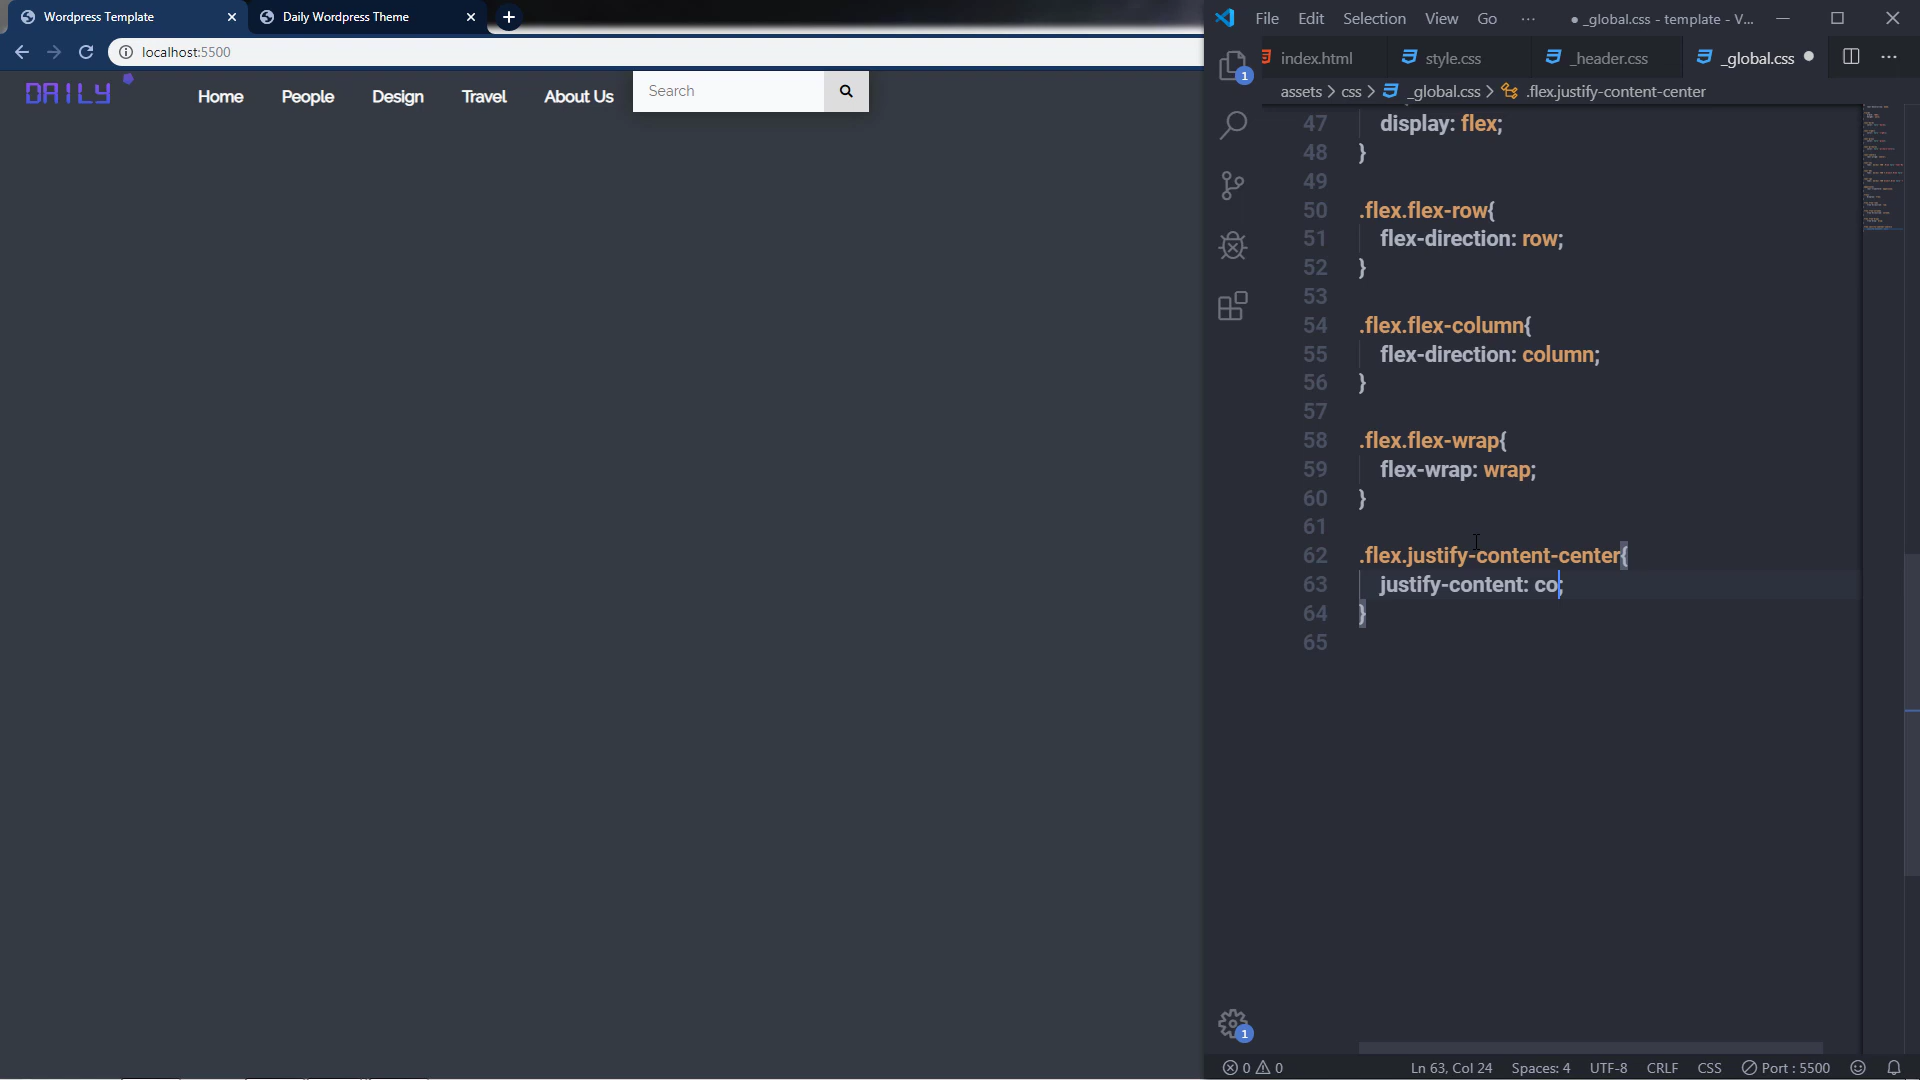 Wordpress Template
Daily Wordpress Theme
localhost:5500
DAILY
Home
People
Design
Travel
About Us
Search
File
Edit
Selection
View
Go
···
● _global.css - template - V...
index.html
style.css
_header.css
_global.css
assets > css > _global.css > .flex.justify-content-center
47 display: flex;
48 }
49
50 .flex.flex-row{
51 flex-direction: row;
52 }
53
54 .flex.flex-column{
55 flex-direction: column;
56 }
57
58 .flex.flex-wrap{
59 flex-wrap: wrap;
60 }
61
62 .flex.justify-content-center{
63 justify-content: co;
64 }
65
1
1
0 0
Ln 63, Col 24
Spaces: 4
UTF-8
CRLF
CSS
Port : 5500